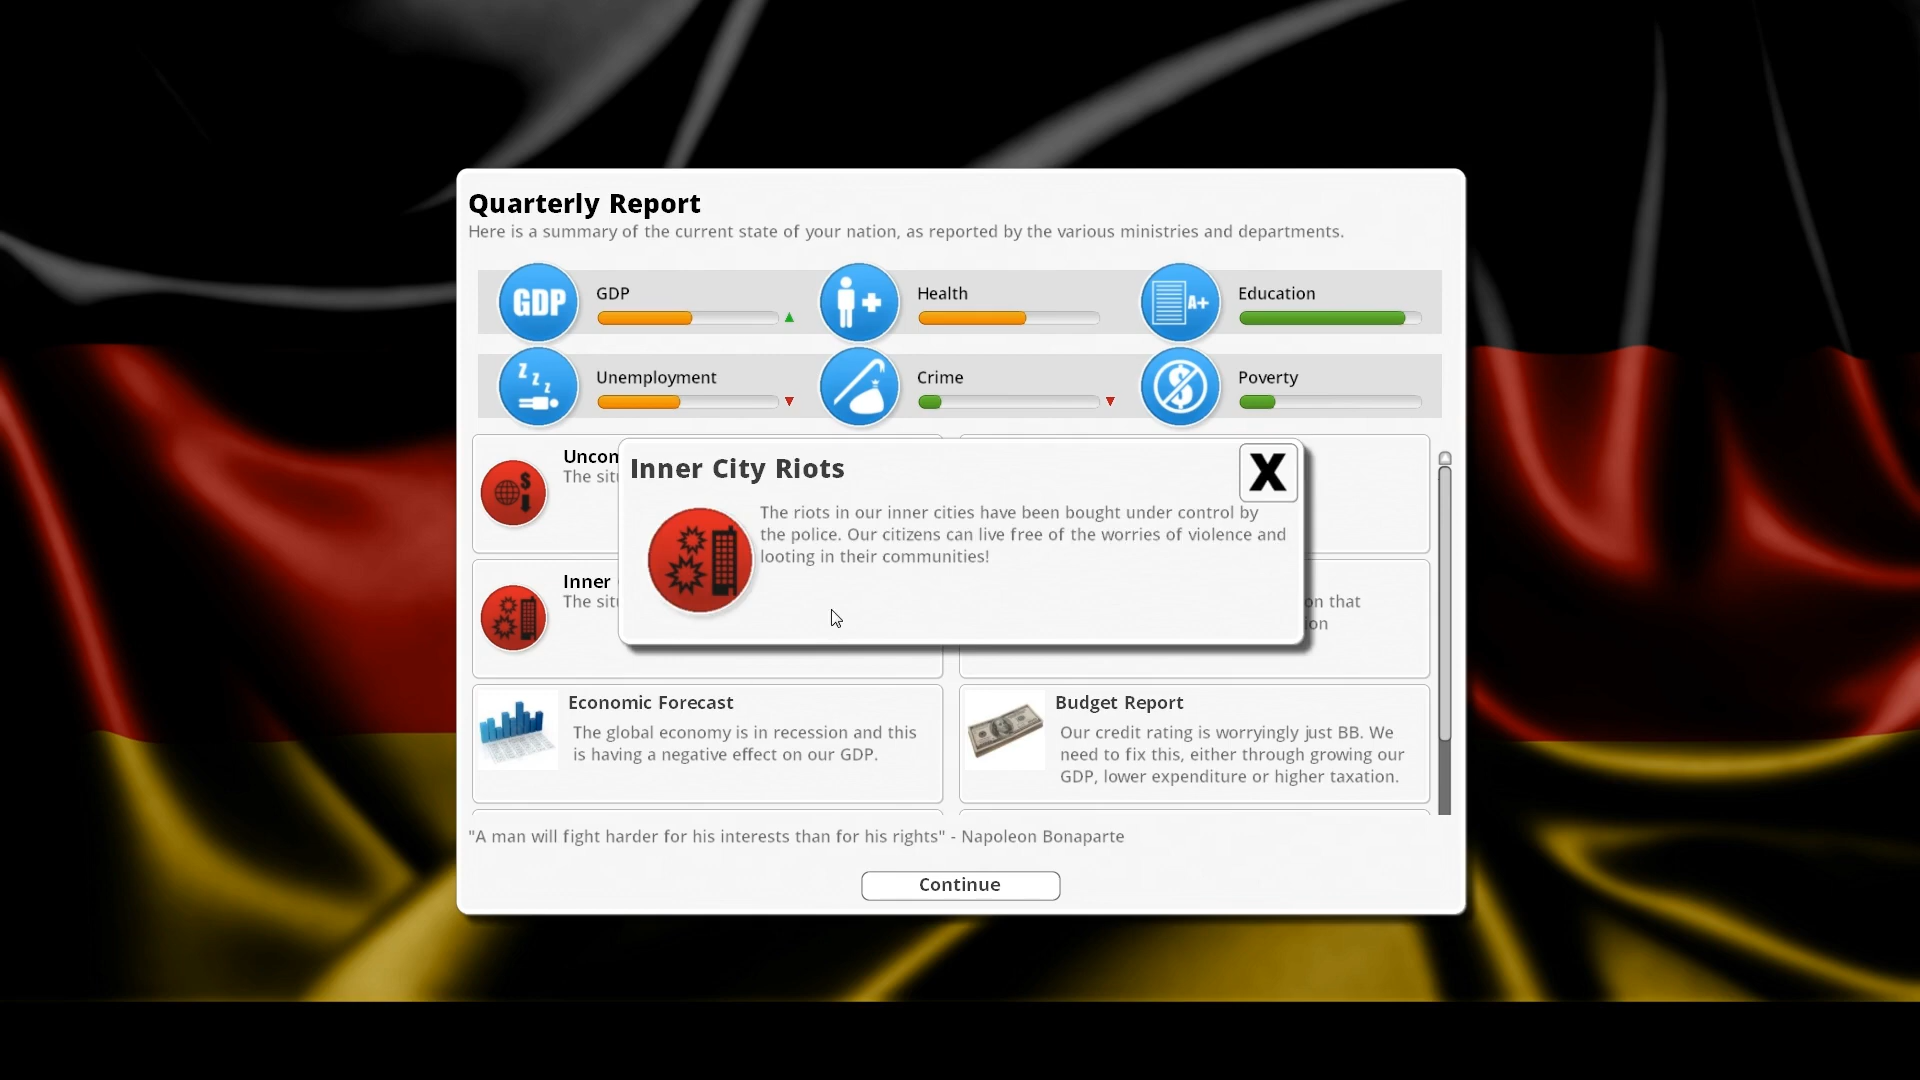 Quarterly Report
Here is a summary of the current state of your nation, as reported by the various ministries and departments.
GDP
GDP
Health
A+
Education
Z Z Z
Unemployment
Crime
$
Poverty
$
Inner City Riots
X
The riots in our inner cities have been bought under control by
the police. Our citizens can live free of the worries of violence and
looting in their communities!
Inner
The
on that
Economic Forecast
The global economy is in recession and this
is having a negative effect on our GDP.
Budget Report
Our credit rating is worryingly just BB. We
need to fix this, either through growing our
GDP, lower expenditure or higher taxation.
"A man will fight harder for his interests than for his rights" - Napoleon Bonaparte
Continue